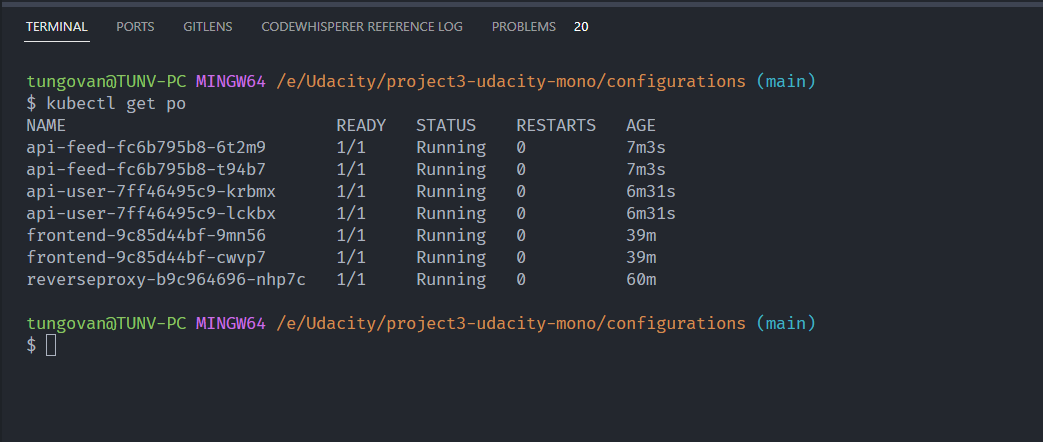 TERMINAL PORTS GITLENS CODEWHISPERER REFERENCE LOG PROBLEMS 20
tungovan@TUNV-PC MINGW64 /e/Udacity/project3-udacity-mono/configurations (main)
$ kubectl get po
NAME READY STATUS RESTARTS AGE
api-feed-fc6b795b8-6t2m9 1/1 Running 0 7m3s
api-feed-fc6b795b8-t94b7 1/1 Running 0 7m3s
api-user-7ff46495c9-krbmx 1/1 Running 0 6m31s
api-user-7ff46495c9-lckbx 1/1 Running 0 6m31s
frontend-9c85d44bf-9mn56 1/1 Running 0 39m
frontend-9c85d44bf-cwvp7 1/1 Running 0 39m
reverseproxy-b9c964696-nhp7c 1/1 Running 0 60m
tungovan@TUNV-PC MINGW64 /e/Udacity/project3-udacity-mono/configurations (main)
$